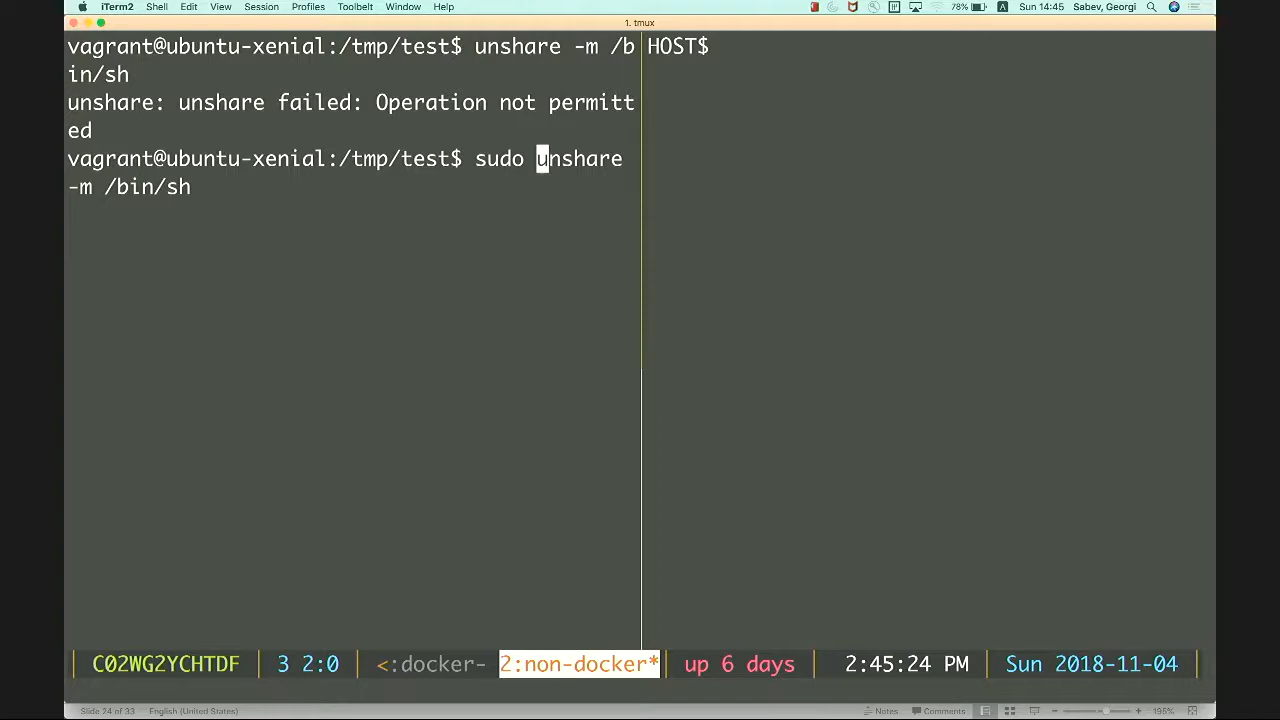 iTerm2 Shell Edit View Session Profiles Toolbelt Window Help 78% A Sun 14:45 Sabev, Georgi
1. tmux
vagrant@ubuntu-xenial:/tmp/test$ unshare -m /b
in/sh
unshare: unshare failed: Operation not permitt
ed
vagrant@ubuntu-xenial:/tmp/test$ sudo unshare
-m /bin/sh
HOST$
C02WG2YCHTDF 3 2:0 <:docker- 2:non-docker* up 6 days 2:45:24 PM Sun 2018-11-04
Slide 24 of 33 English (United States) Notes Comments 195%